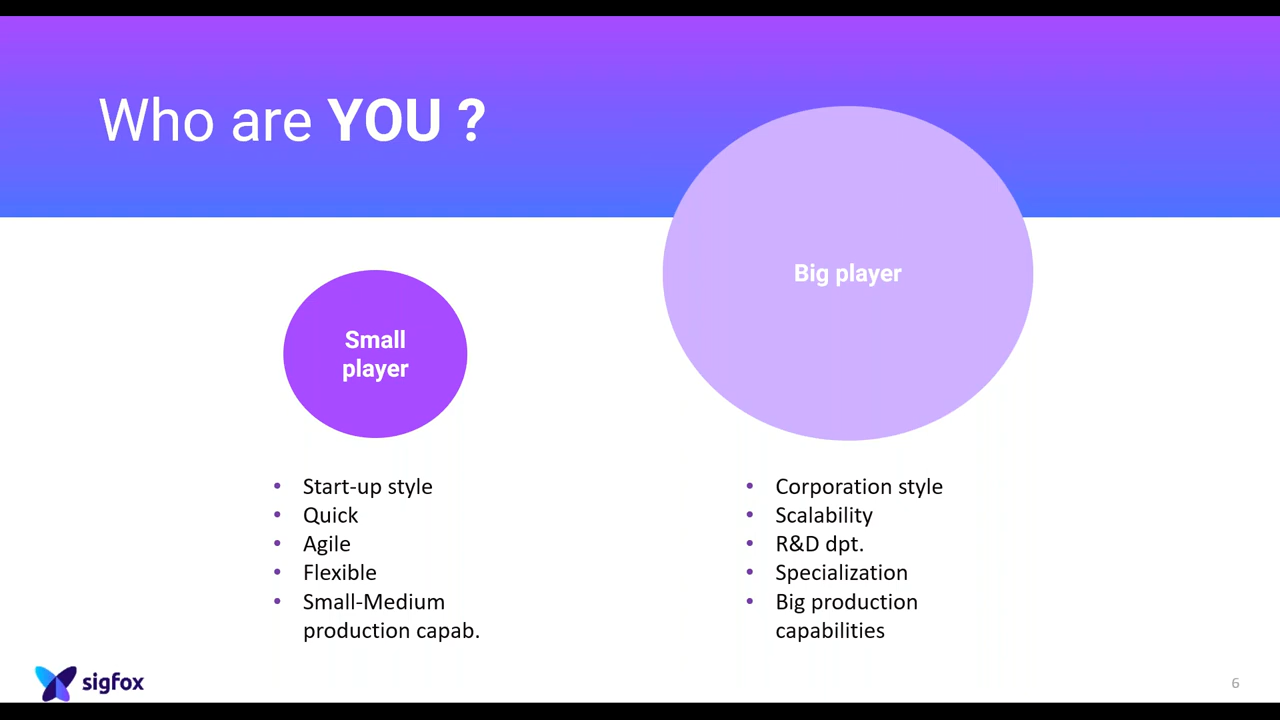 Who are YOU ?
Small
player
Big player
• Start-up style
• Quick
• Agile
• Flexible
• Small-Medium
production capab.
• Corporation style
• Scalability
• R&D dpt.
• Specialization
• Big production
capabilities
sigfox
6